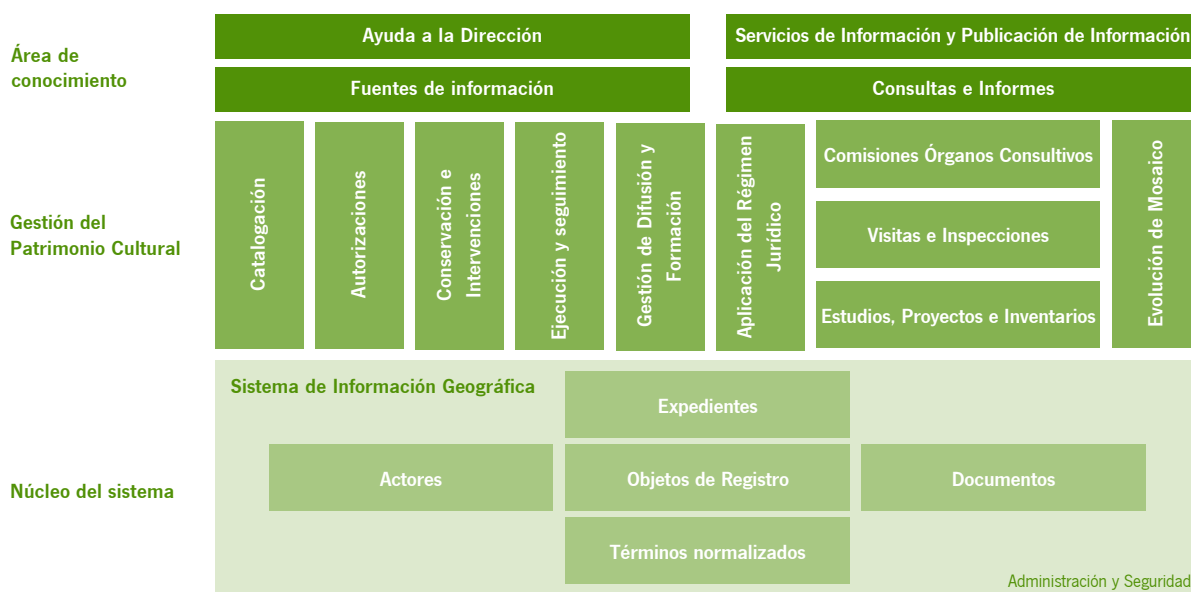 Área de
conocimiento
Ayuda a la Dirección
Servicios de Información y Publicación de Información
Fuentes de información
Consultas e Informes
Gestión del
Patrimonio Cultural
Catalogación
Autorizaciones
Conservación e
Intervenciones
Ejecución y seguimiento
Gestión de Difusión y
Formación
Aplicación del Régimen
Jurídico
Comisiones Órganos Consultivos
Visitas e Inspecciones
Estudios, Proyectos e Inventarios
Evolución de Mosaico
Núcleo del sistema
Sistema de Información Geográfica
Expedientes
Actores
Objetos de Registro
Documentos
Términos normalizados
Administración y Seguridad